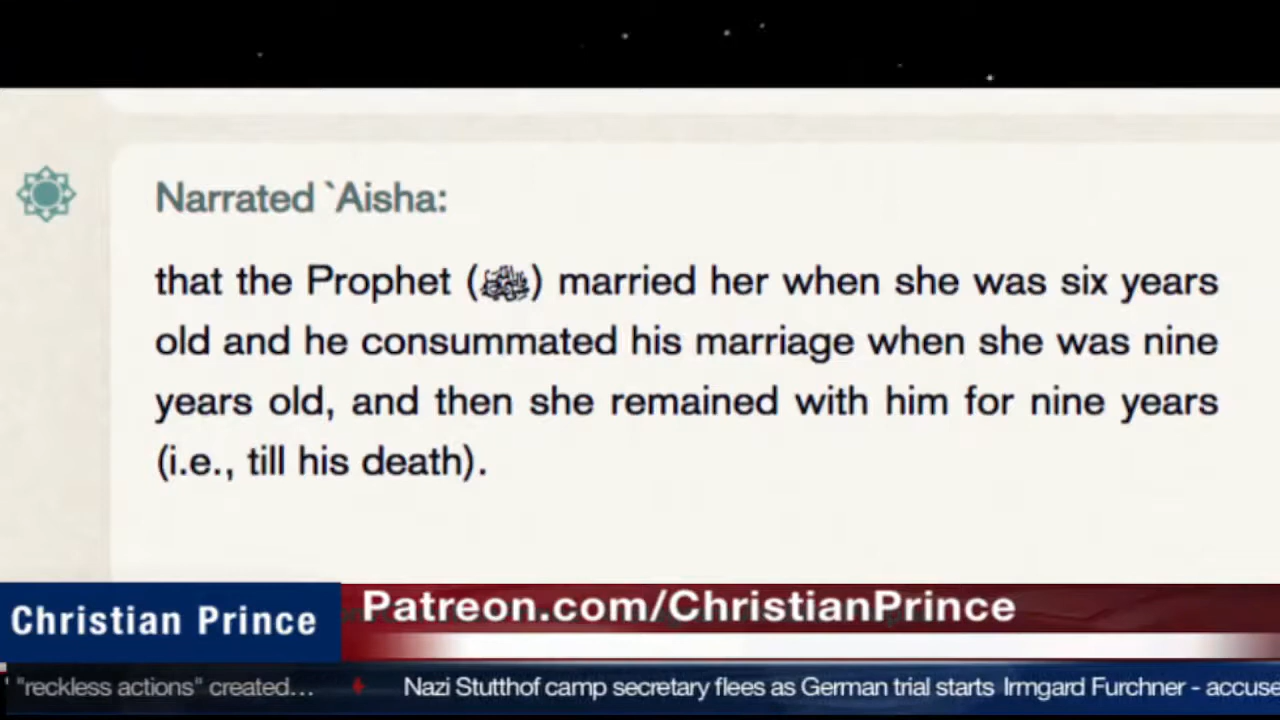 Narrated `Aisha:
that the Prophet (ﷺ) married her when she was six years
old and he consummated his marriage when she was nine
years old, and then she remained with him for nine years
(i.e., till his death).
Christian Prince
Patreon.com/ChristianPrince
"reckless actions" created... Nazi Stutthof camp secretary flees as German trial starts Irmgard Furchner - accuse